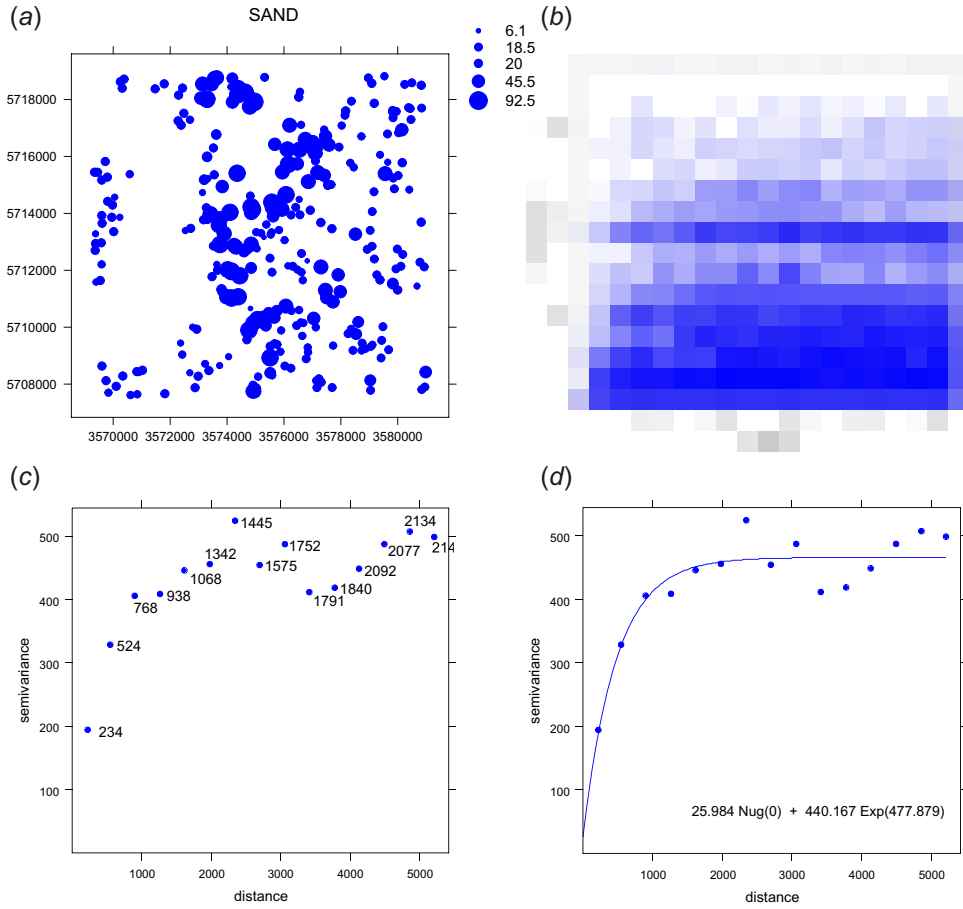 (a)
SAND
6.1
18.5
20
45.5
92.5
5718000
5716000
5714000
5712000
5710000
5708000
3570000 3572000 3574000 3576000 3578000 3580000
(b)
(c)
500
400
300
200
100
semivariance
234
524
768
938
1068
1342
1445
1575
1752
1791
1840
2092
2077
2134
214
1000 2000 3000 4000 5000
distance
(d)
500
400
300
200
100
semivariance
25.984 Nug(0) + 440.167 Exp(477.879)
1000 2000 3000 4000 5000
distance